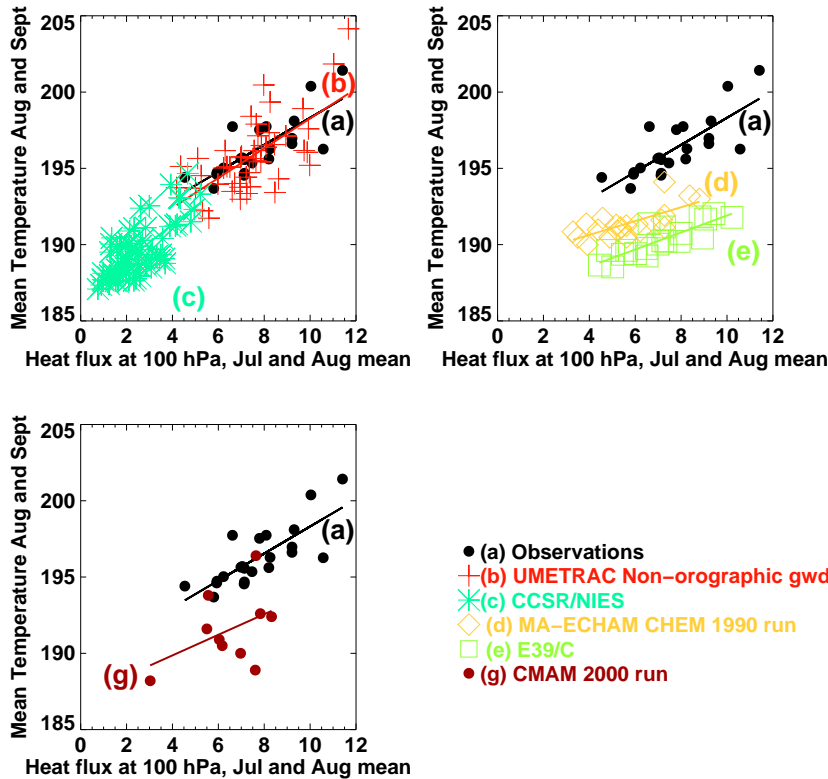 205
200
195
190
185
Mean Temperature Aug and Sept
(b)
(a)
(c)
0 2 4 6 8 10 12
Heat flux at 100 hPa, Jul and Aug mean
205
200
195
190
185
Mean Temperature Aug and Sept
(a)
(d)
(e)
0 2 4 6 8 10 12
Heat flux at 100 hPa, Jul and Aug mean
205
200
195
190
185
Mean Temperature Aug and Sept
(a)
(g)
0 2 4 6 8 10 12
Heat flux at 100 hPa, Jul and Aug mean
(a) Observations
(b) UMETRAC Non−orographic gwd
(c) CCSR/NIES
(d) MA−ECHAM CHEM 1990 run
(e) E39/C
(g) CMAM 2000 run